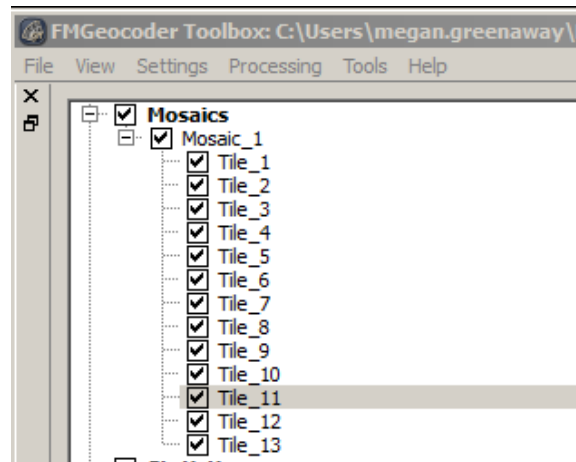 FMGeocoder Toolbox: C:\Users\megan.greenaway\
File View Settings Processing Tools Help
Mosaics
Mosaic_1
Tile_1
Tile_2
Tile_3
Tile_4
Tile_5
Tile_6
Tile_7
Tile_8
Tile_9
Tile_10
Tile_11
Tile_12
Tile_13